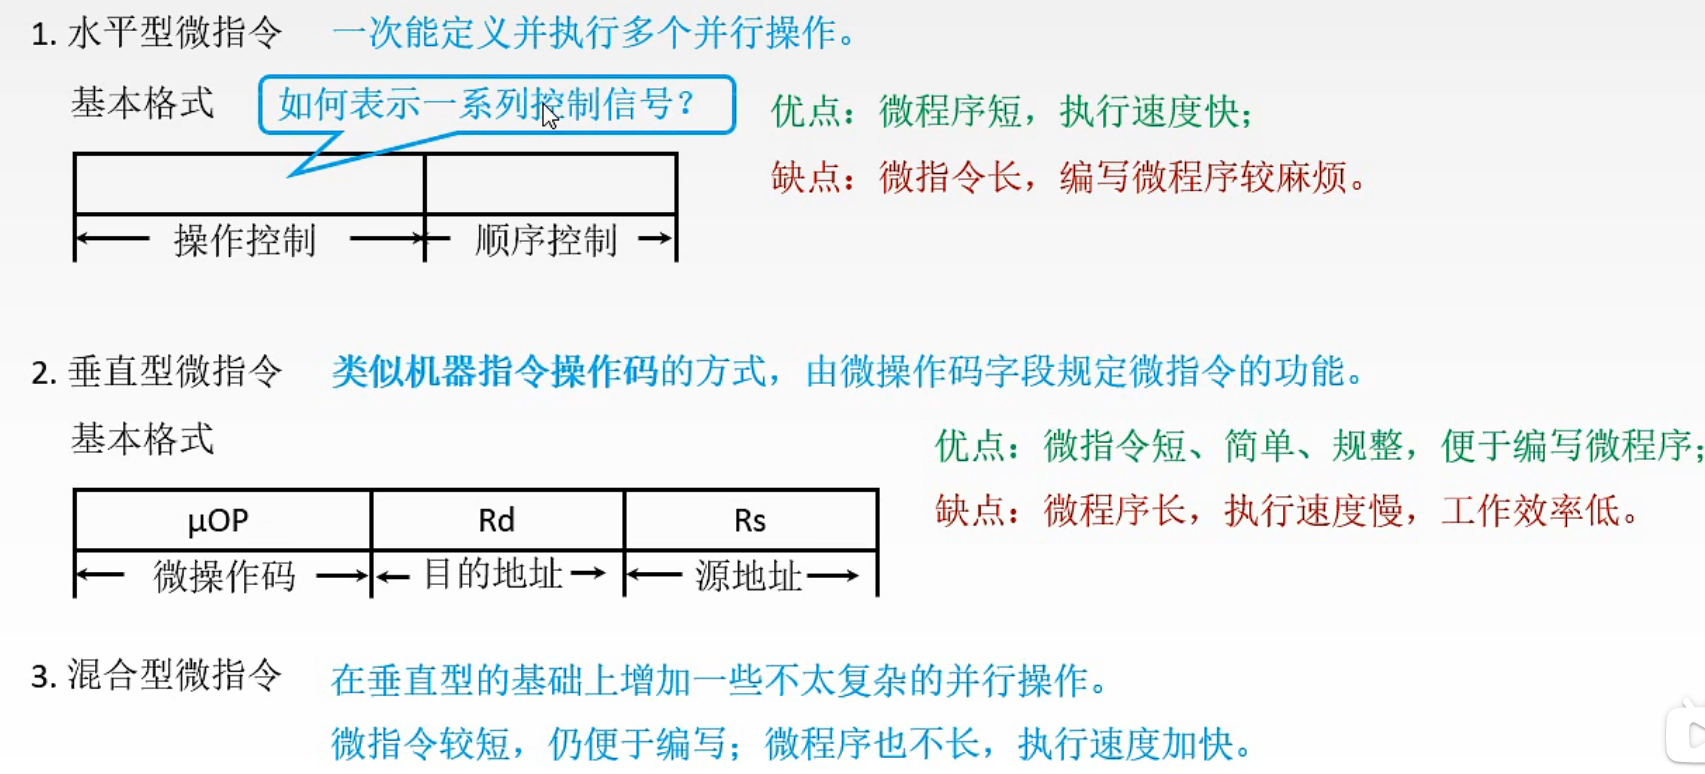 1. 水平型微指令 一次能定义并执行多个并行操作。
基本格式 如何表示一系列控制信号？ 优点：微程序短，执行速度快；
缺点：微指令长，编写微程序较麻烦。
操作控制 顺序控制
2. 垂直型微指令 类似机器指令操作码的方式，由微操作码字段规定微指令的功能。
基本格式 优点：微指令短、简单、规整，便于编写微程序；
缺点：微程序长，执行速度慢，工作效率低。
μOP Rd Rs
微操作码 目的地址 源地址
3. 混合型微指令 在垂直型的基础上增加一些不太复杂的并行操作。
微指令较短，仍便于编写；微程序也不长，执行速度加快。